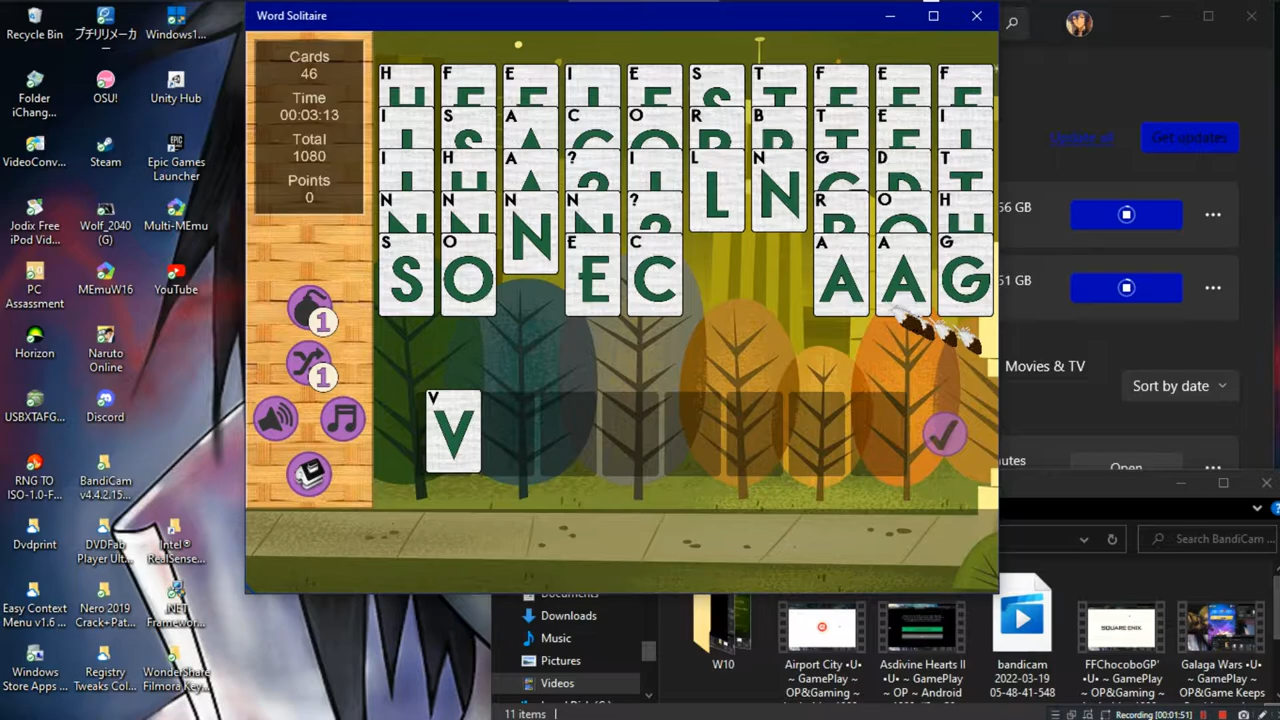 Recycle Bin
プチリメーカー
Windows1...
Folder
iChang...
OSU!
Unity Hub
VideoConv...
Steam
Epic Games
Launcher
Jodix Free
iPod Vid...
Wolf_2040
(G)
Multi-MEmu
PC
Assasment
MEmuW16
YouTube
Horizon
Naruto
Online
USBXTAFG...
Discord
RNG TO
ISO-1.0-F...
BandiCam
v4.4.2.15...
Dvdprint
DVDFab
Player Ult...
Intel®
RealSense...
Easy Context
Menu v1.6 ...
Nero 2019
Crack+Pat...
.NET
Framewor...
Windows
Store Apps ...
Registry
Tweaks Col...
WonderShare
Filmora Key...
Word Solitaire
Cards
46
Time
00:03:13
Total
1080
Points
0
1
1
H F E I E S T F E F
I S A C O R B T E I
I H A ? I L N G D T
N N N N ? R O H
S O E C A A G
V
Update all
Get updates
56 GB
51 GB
Movies & TV
Sort by date
nutes
Open
Search BandiCam ...
Documents
Downloads
Music
Pictures
Videos
11 items
W10
Airport City •U•
~ GamePlay ~
OP&Gaming ~
Asdivine Hearts II
•U• ~ GamePlay
~ OP ~ Android
bandicam
2022-03-19
05-48-41-548
FFChocoboGP'
•U• ~ GamePlay
~ OP&Gaming ~
Galaga Wars •U•
~ GamePlay ~
OP&Game Keeps
Recording [00:01:51]